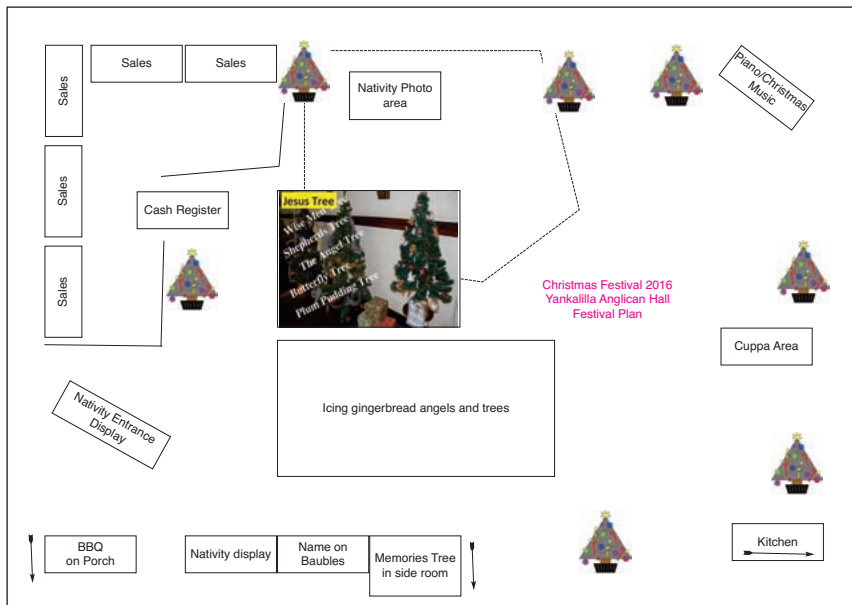 Sales
Sales
Sales
Nativity Photo
area
Piano/Christmas
Music
Sales
Cash Register
Sales
Jesus Tree
Wise Men Tree
Shepherds Tree
The Angel Tree
Butterfly Tree
Plum Pudding Tree
Christmas Festival 2016
Yankalilla Anglican Hall
Festival Plan
Cuppa Area
Icing gingerbread angels and trees
Nativity Entrance
Display
BBQ
on Porch
Nativity display
Name on
Baubles
Memories Tree
in side room
Kitchen